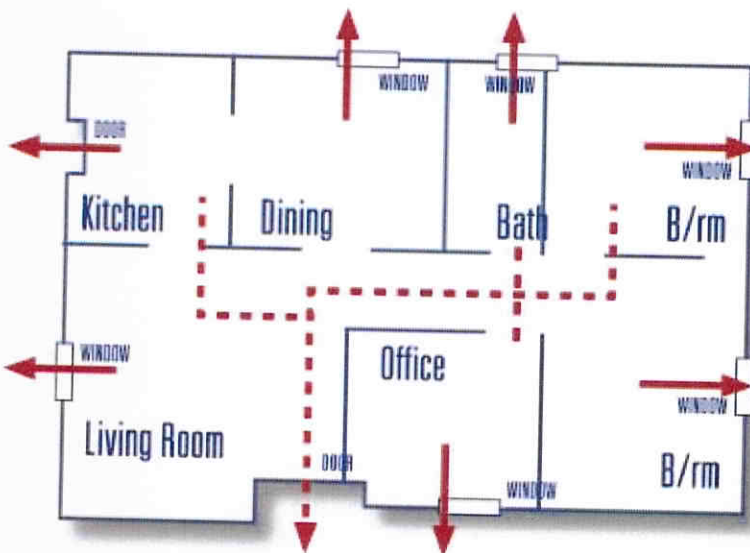 WINDOW
WINDOW
DOOR
WINDOW
Kitchen
Dining
Bath
B/rm
WINDOW
Office
WINDOW
Living Room
DOOR
WINDOW
B/rm